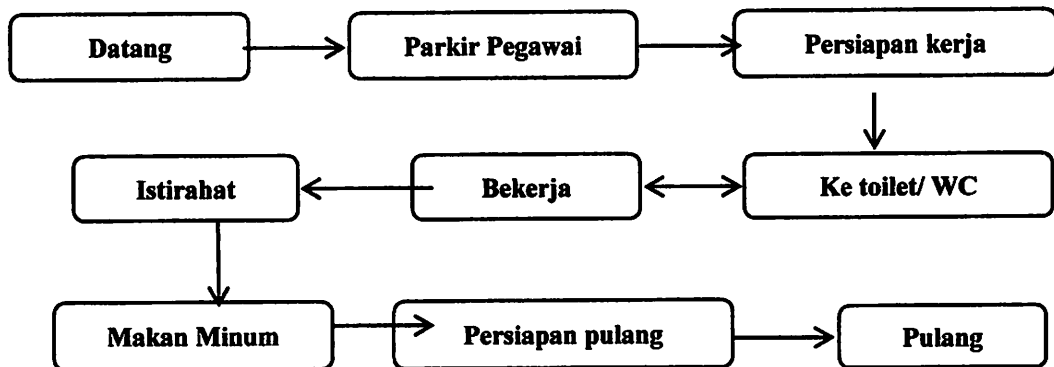 Datang
Parkir Pegawai
Persiapan kerja
Ke toilet/ WC
Bekerja
Istirahat
Makan Minum
Persiapan pulang
Pulang